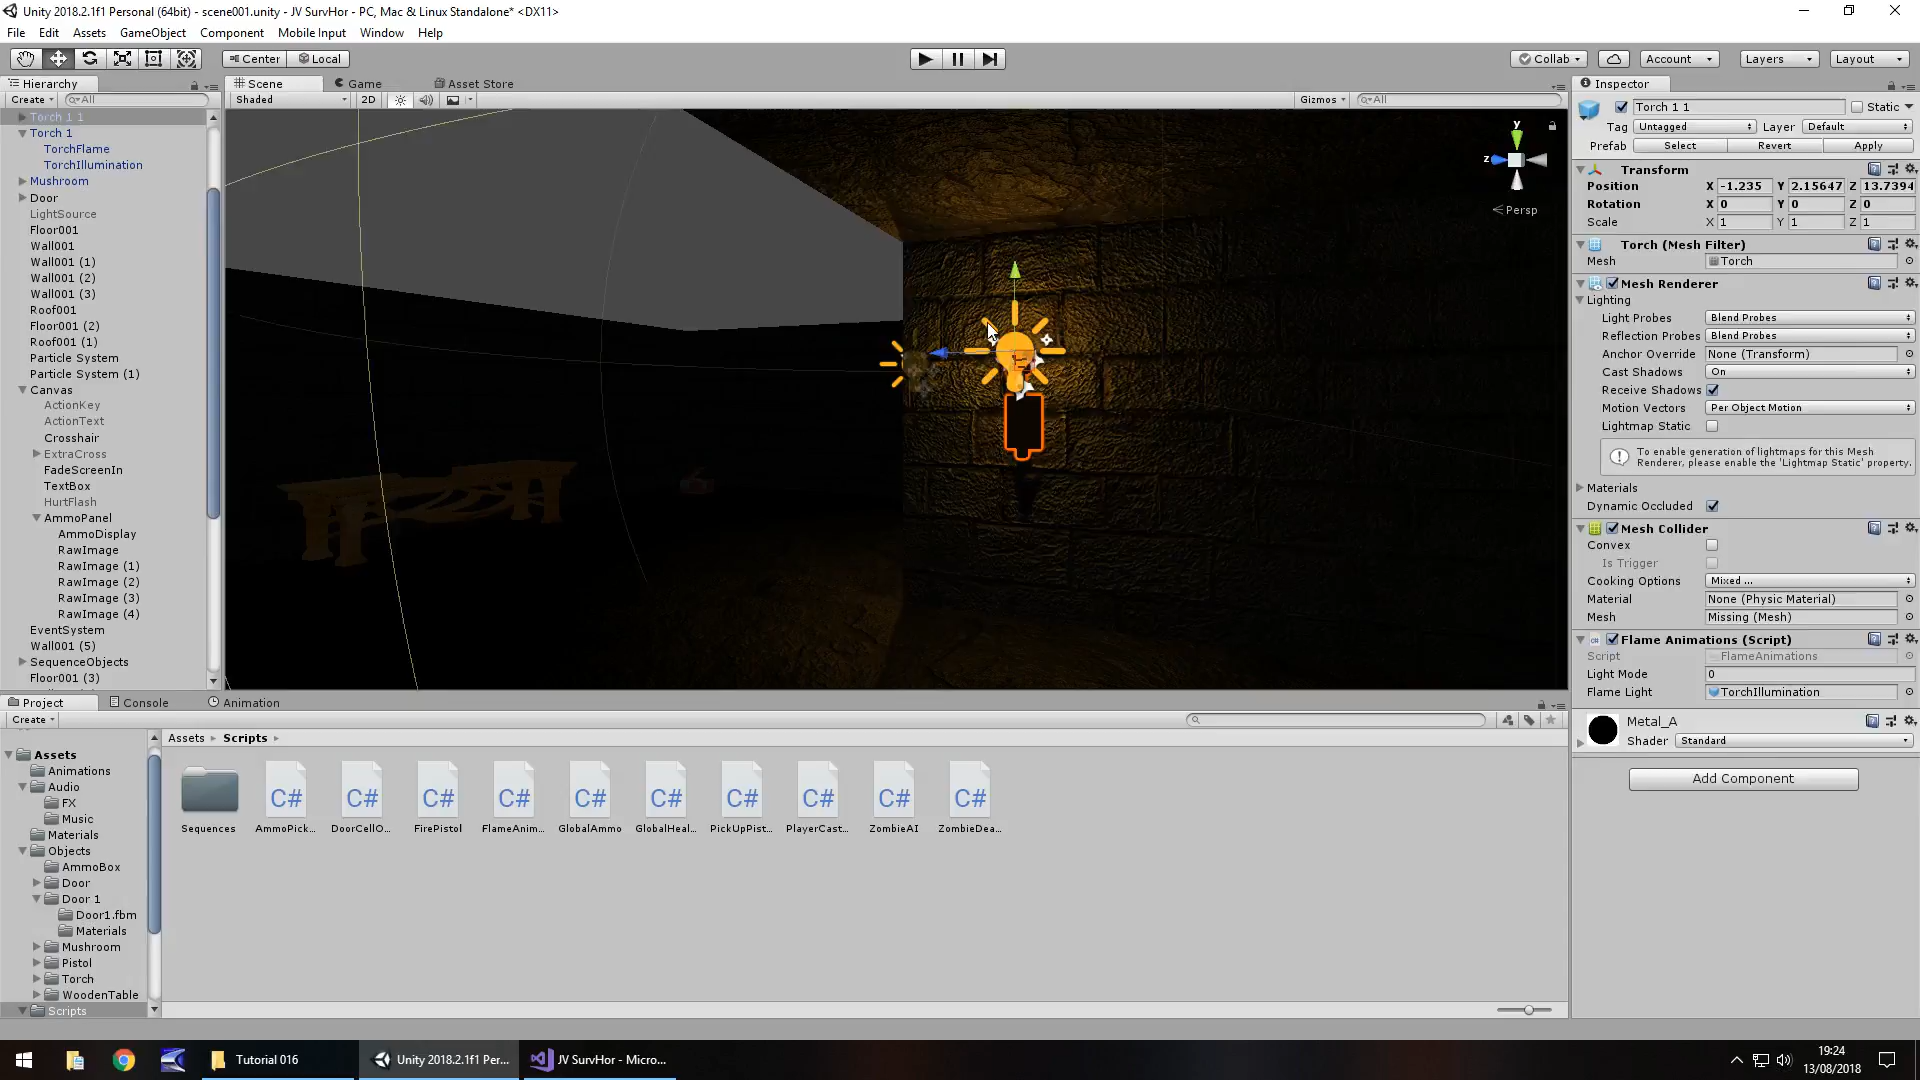 Unity 2018.2.1f1 Personal (64bit) - scene001.unity - JV SurvHor - PC, Mac & Linux Standalone* <DX11>
File Edit Assets GameObject Component Mobile Input Window Help
Center Local Collab Account Layers Layout
Hierarchy
Create All
Torch 1 1
Torch 1
TorchFlame
TorchIllumination
Mushroom
Door
LightSource
Floor001
Wall001
Wall001 (1)
Wall001 (2)
Wall001 (3)
Roof001
Floor001 (2)
Roof001 (1)
Particle System
Particle System (1)
Canvas
ActionKey
ActionText
Crosshair
ExtraCross
FadeScreenIn
TextBox
HurtFlash
AmmoPanel
AmmoDisplay
RawImage
RawImage (1)
RawImage (2)
RawImage (3)
RawImage (4)
EventSystem
Wall001 (5)
SequenceObjects
Floor001 (3)
Scene Game Asset Store
Shaded 2D Gizmos All
y
z
Persp
Inspector
Torch 1 1 Static
Tag Untagged Layer Default
Prefab Select Revert Apply
Transform
Position X -1.235 Y 2.15647 Z 13.7394
Rotation X 0 Y 0 Z 0
Scale X 1 Y 1 Z 1
Torch (Mesh Filter)
Mesh Torch
Mesh Renderer
Lighting
Light Probes Blend Probes
Reflection Probes Blend Probes
Anchor Override None (Transform)
Cast Shadows On
Receive Shadows
Motion Vectors Per Object Motion
Lightmap Static
To enable generation of lightmaps for this Mesh
Renderer, please enable the 'Lightmap Static' property.
Materials
Dynamic Occluded
Mesh Collider
Convex
Is Trigger
Cooking Options Mixed ...
Material None (Physic Material)
Mesh Missing (Mesh)
Flame Animations (Script)
Script FlameAnimations
Light Mode 0
Flame Light TorchIllumination
Metal_A
Shader Standard
Add Component
Project Console Animation
Create
Assets
Animations
Audio
FX
Music
Materials
Objects
AmmoBox
Door
Door 1
Door1.fbm
Materials
Mushroom
Pistol
Torch
WoodenTable
Scripts
Assets Scripts
C# C# C# C# C# C# C# C# C# C#
Sequences AmmoPick... DoorCellO... FirePistol FlameAnim... GlobalAmmo GlobalHeal... PickUpPist... PlayerCast... ZombieAI ZombieDea...
Tutorial 016 Unity 2018.2.1f1 Per... JV SurvHor - Micro...
19:24
13/08/2018